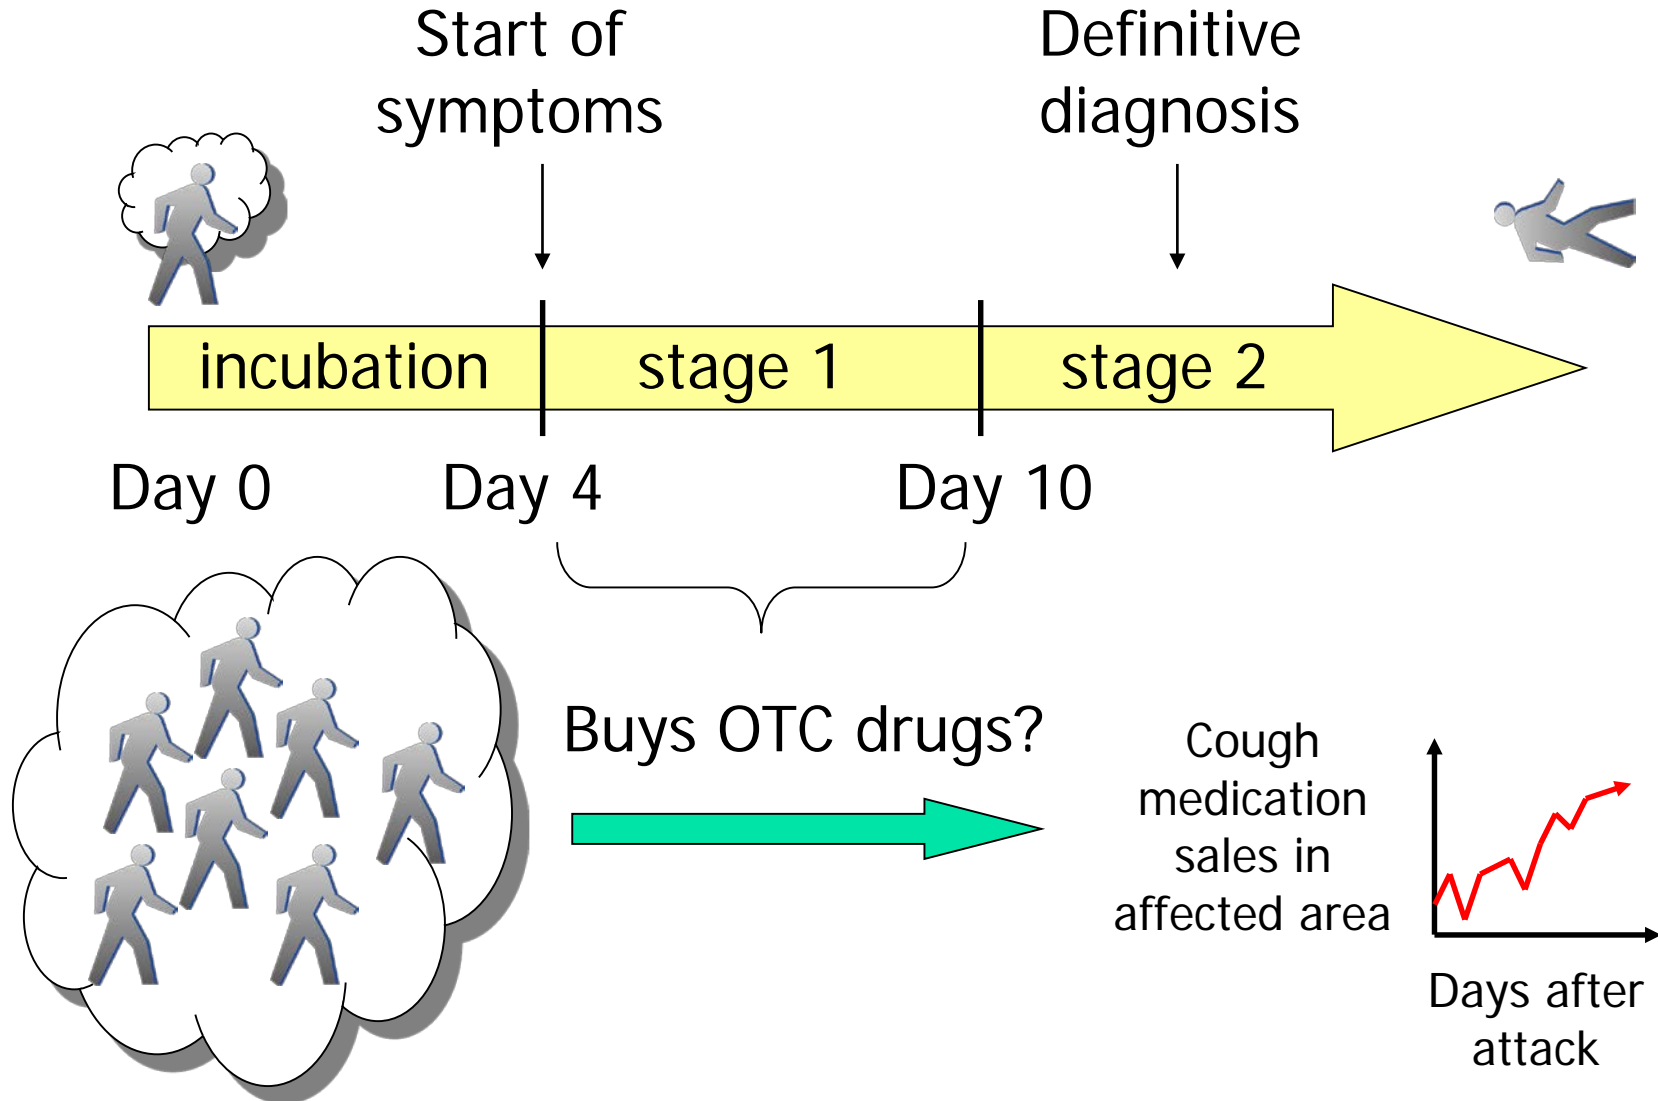 Start of
symptoms
Definitive
diagnosis
incubation
stage 1
stage 2
Day 0
Day 4
Day 10
Buys OTC drugs?
Cough
medication
sales in
affected area
Days after
attack